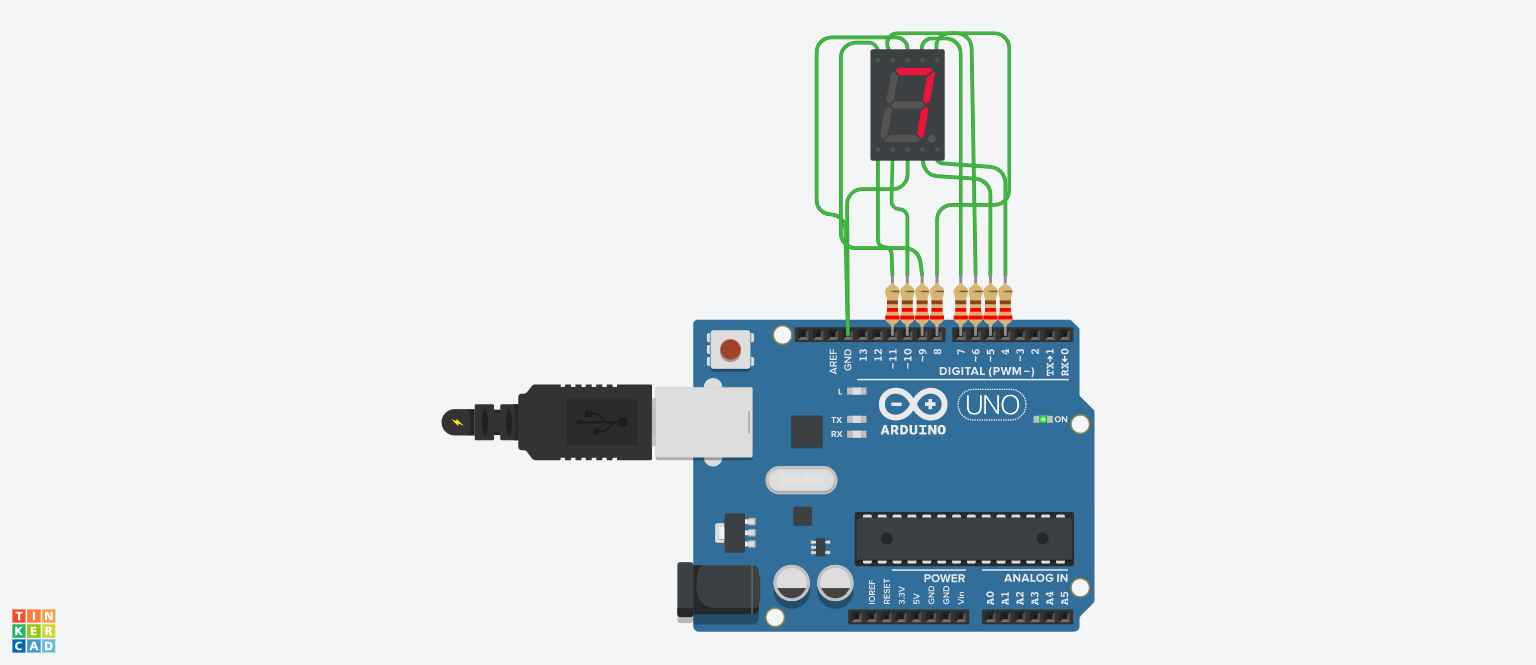 7
AREF
GND
13
12
~11
~10
~9
8
7
~6
~5
4
~3
2
TX→1
RX←0
DIGITAL (PWM~)
L
TX
RX
ARDUINO
UNO
ON
POWER
ANALOG IN
IOREF
RESET
3.3V
5V
GND
GND
Vin
A0
A1
A2
A3
A4
A5
TIN
KER
CAD